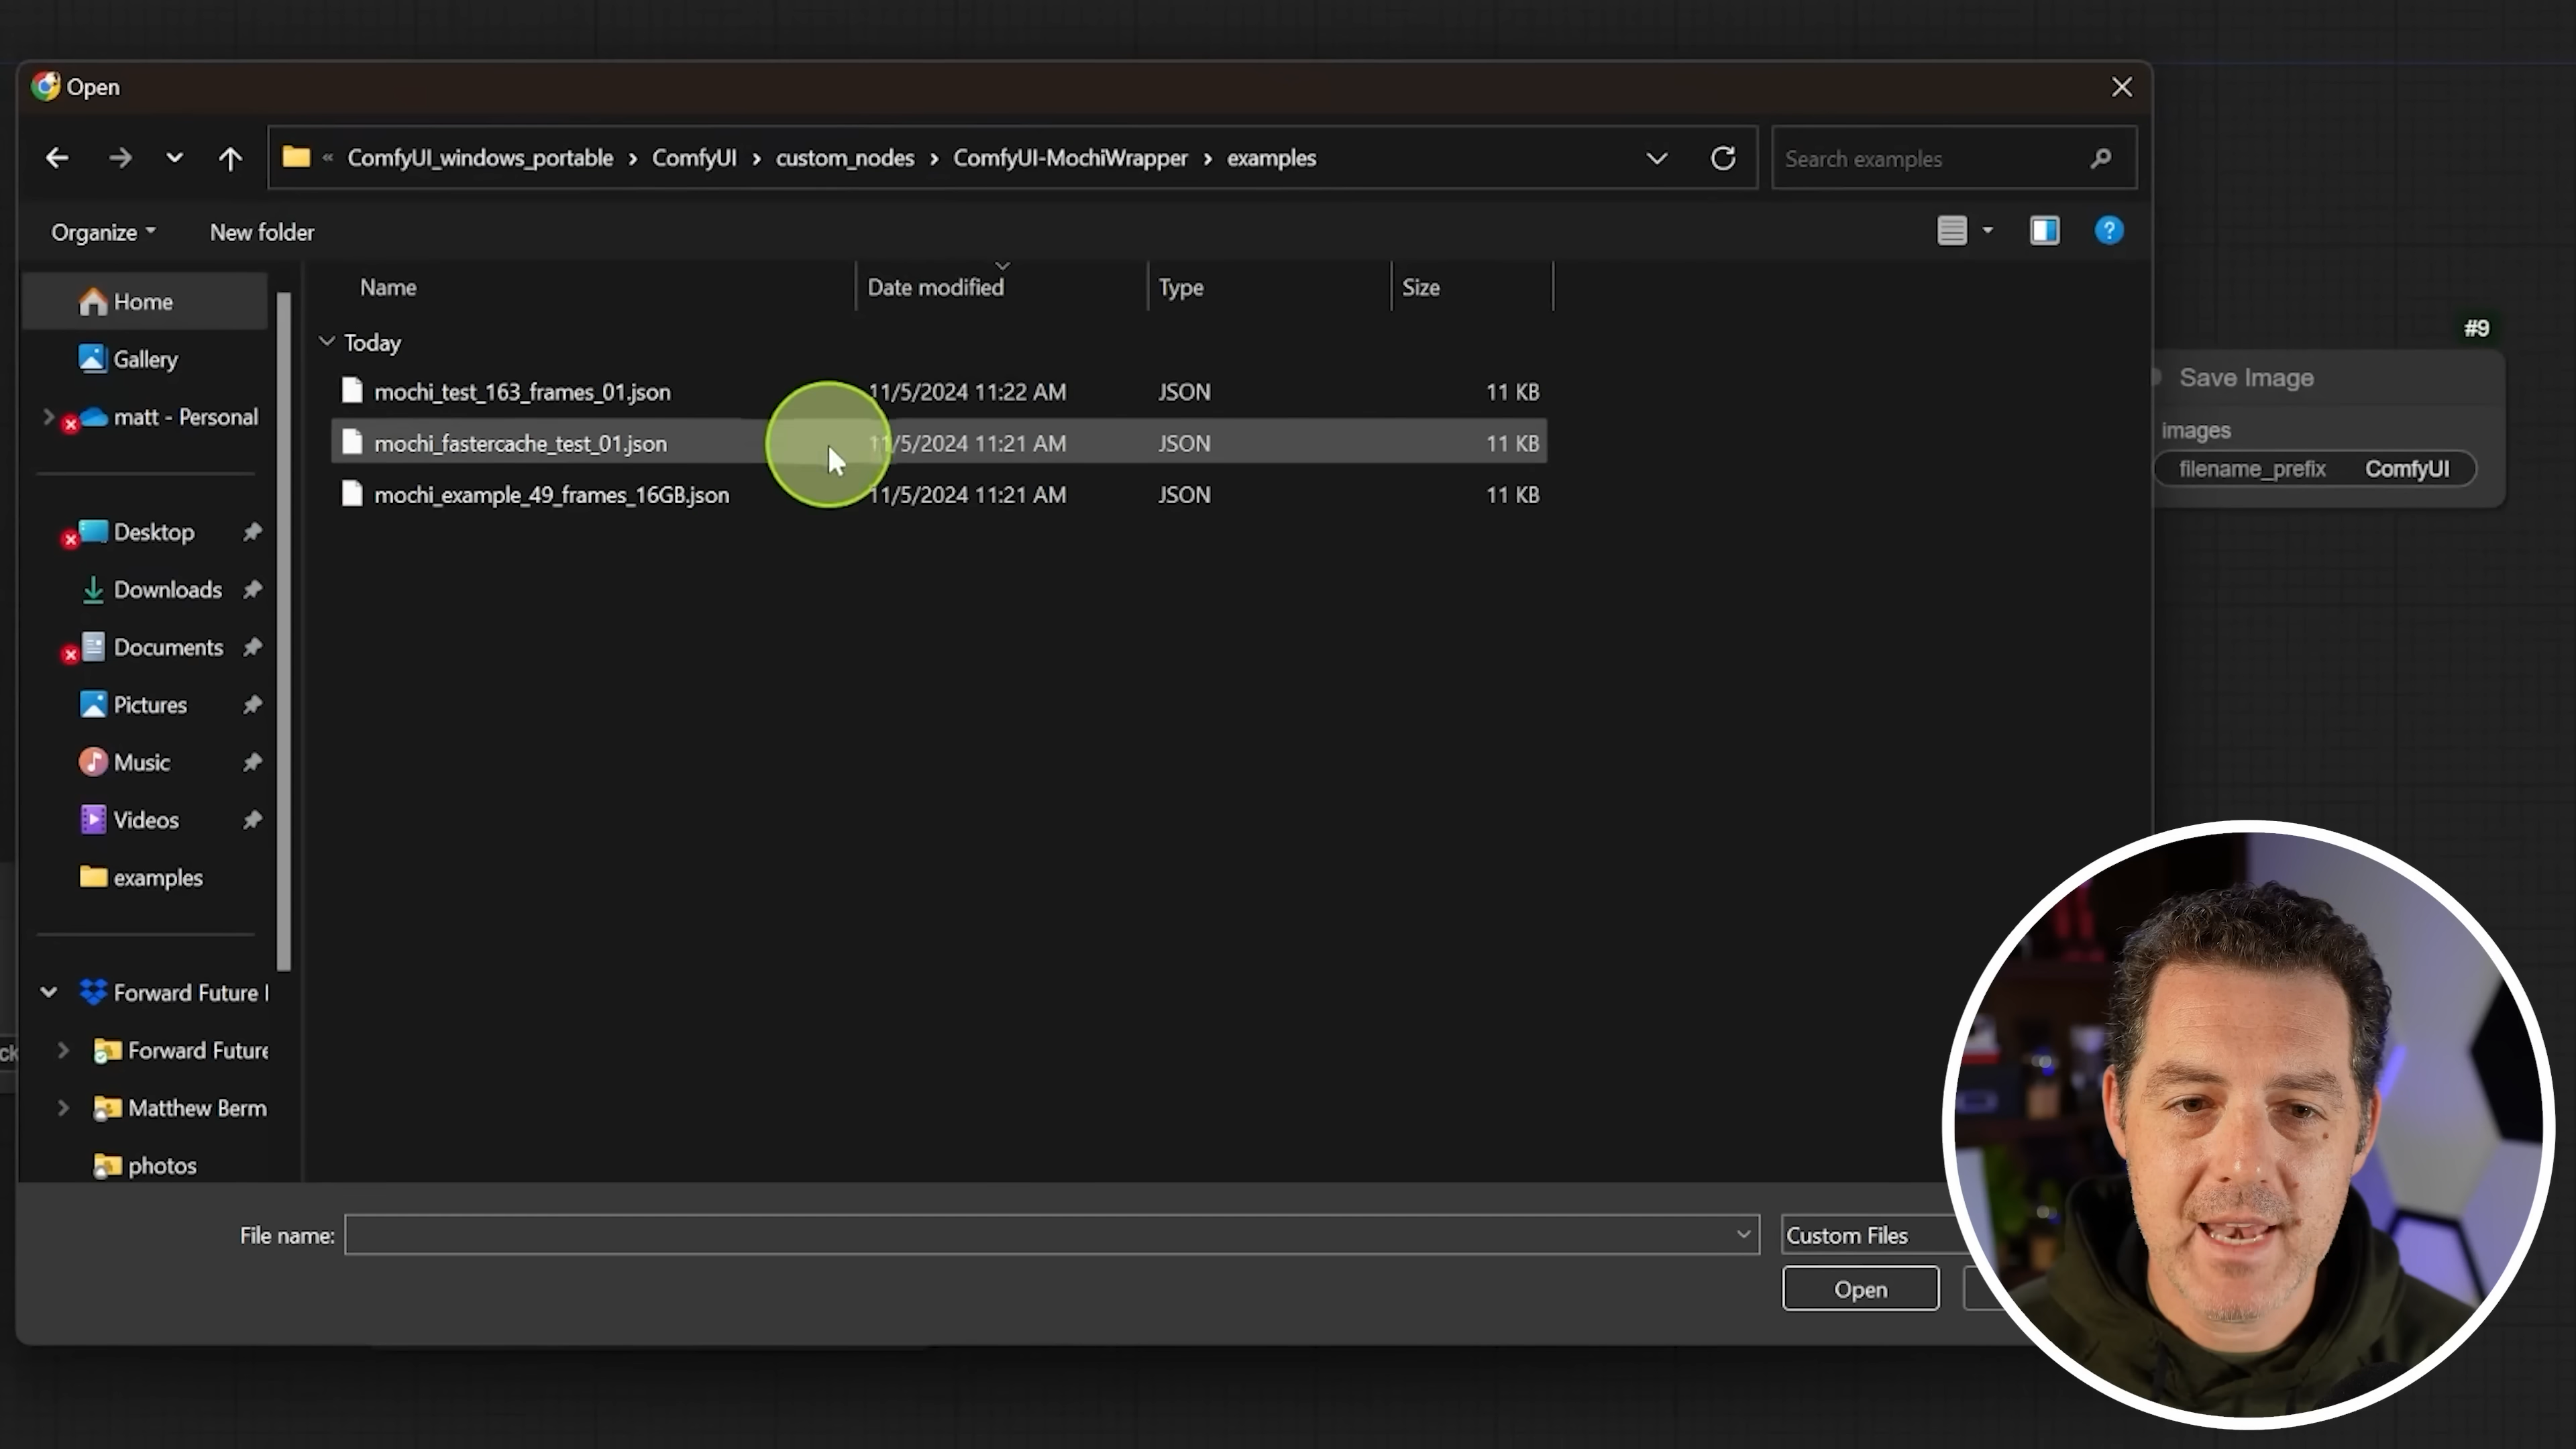 Open
« ComfyUI_windows_portable › ComfyUI › custom_nodes › ComfyUI-MochiWrapper › examples
Search examples
Organize
New folder
Home
Gallery
matt - Personal
Desktop
Downloads
Documents
Pictures
Music
Videos
examples
Forward Future
Forward Future
Matthew Berm
photos
Name Date modified Type Size
Today
mochi_test_163_frames_01.json 11/5/2024 11:22 AM JSON 11 KB
mochi_fastercache_test_01.json 11/5/2024 11:21 AM JSON 11 KB
mochi_example_49_frames_16GB.json 11/5/2024 11:21 AM JSON 11 KB
File name:
Custom Files
Open
#9
Save Image
images
filename_prefix ComfyUI
ck